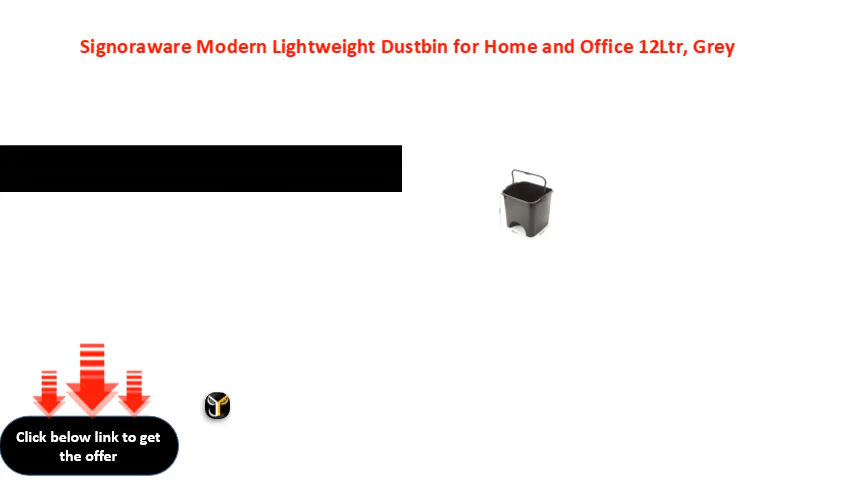 Signoraware Modern Lightweight Dustbin for Home and Office 12Ltr, Grey
Click below link to get
the offer